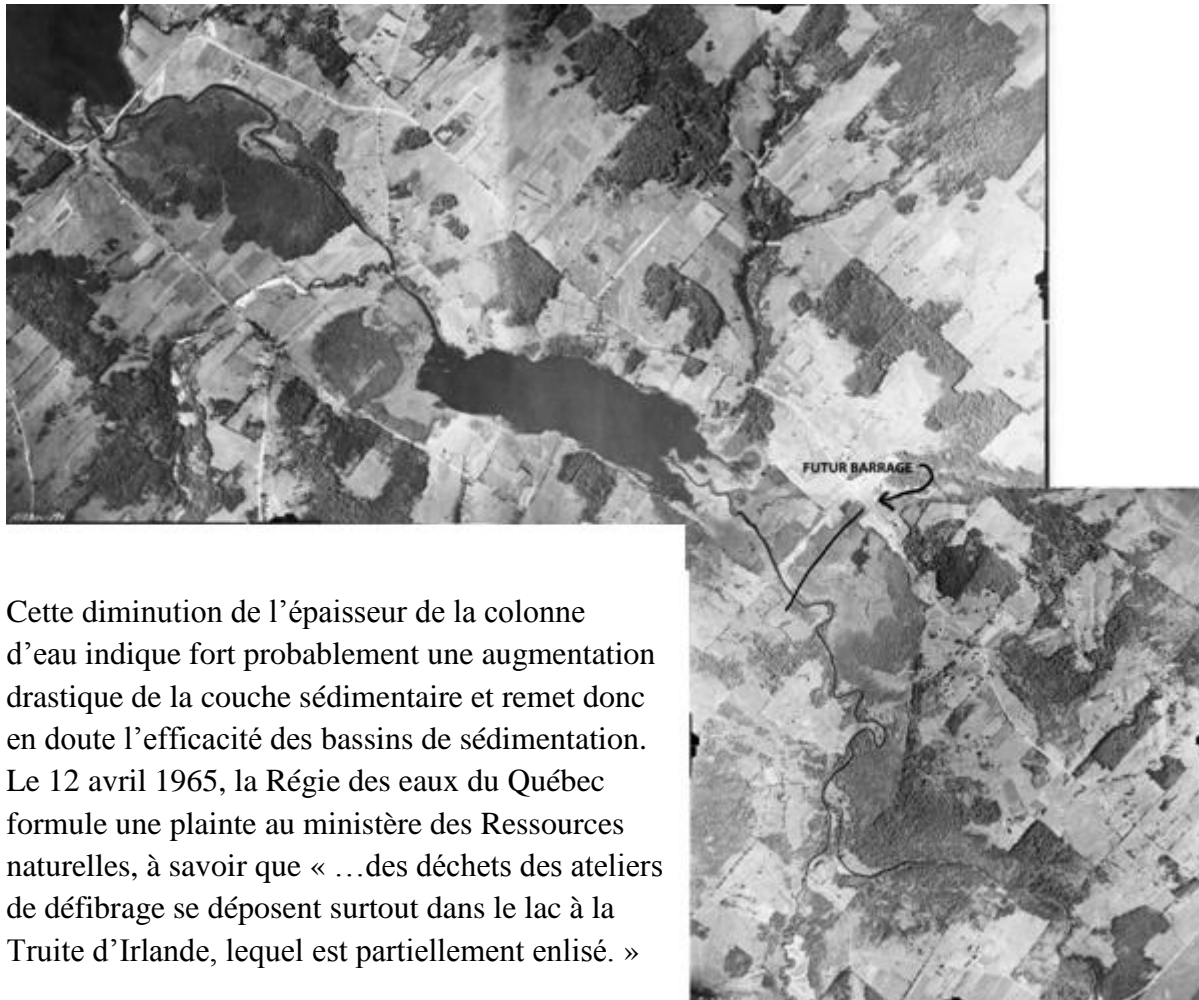 FUTUR BARRAGE
Cette diminution de l’épaisseur de la colonne
d’eau indique fort probablement une augmentation
drastique de la couche sédimentaire et remet donc
en doute l’efficacité des bassins de sédimentation.
Le 12 avril 1965, la Régie des eaux du Québec
formule une plainte au ministère des Ressources
naturelles, à savoir que « …des déchets des ateliers
de défibrage se déposent surtout dans le lac à la
Truite d’Irlande, lequel est partiellement enlisé. »